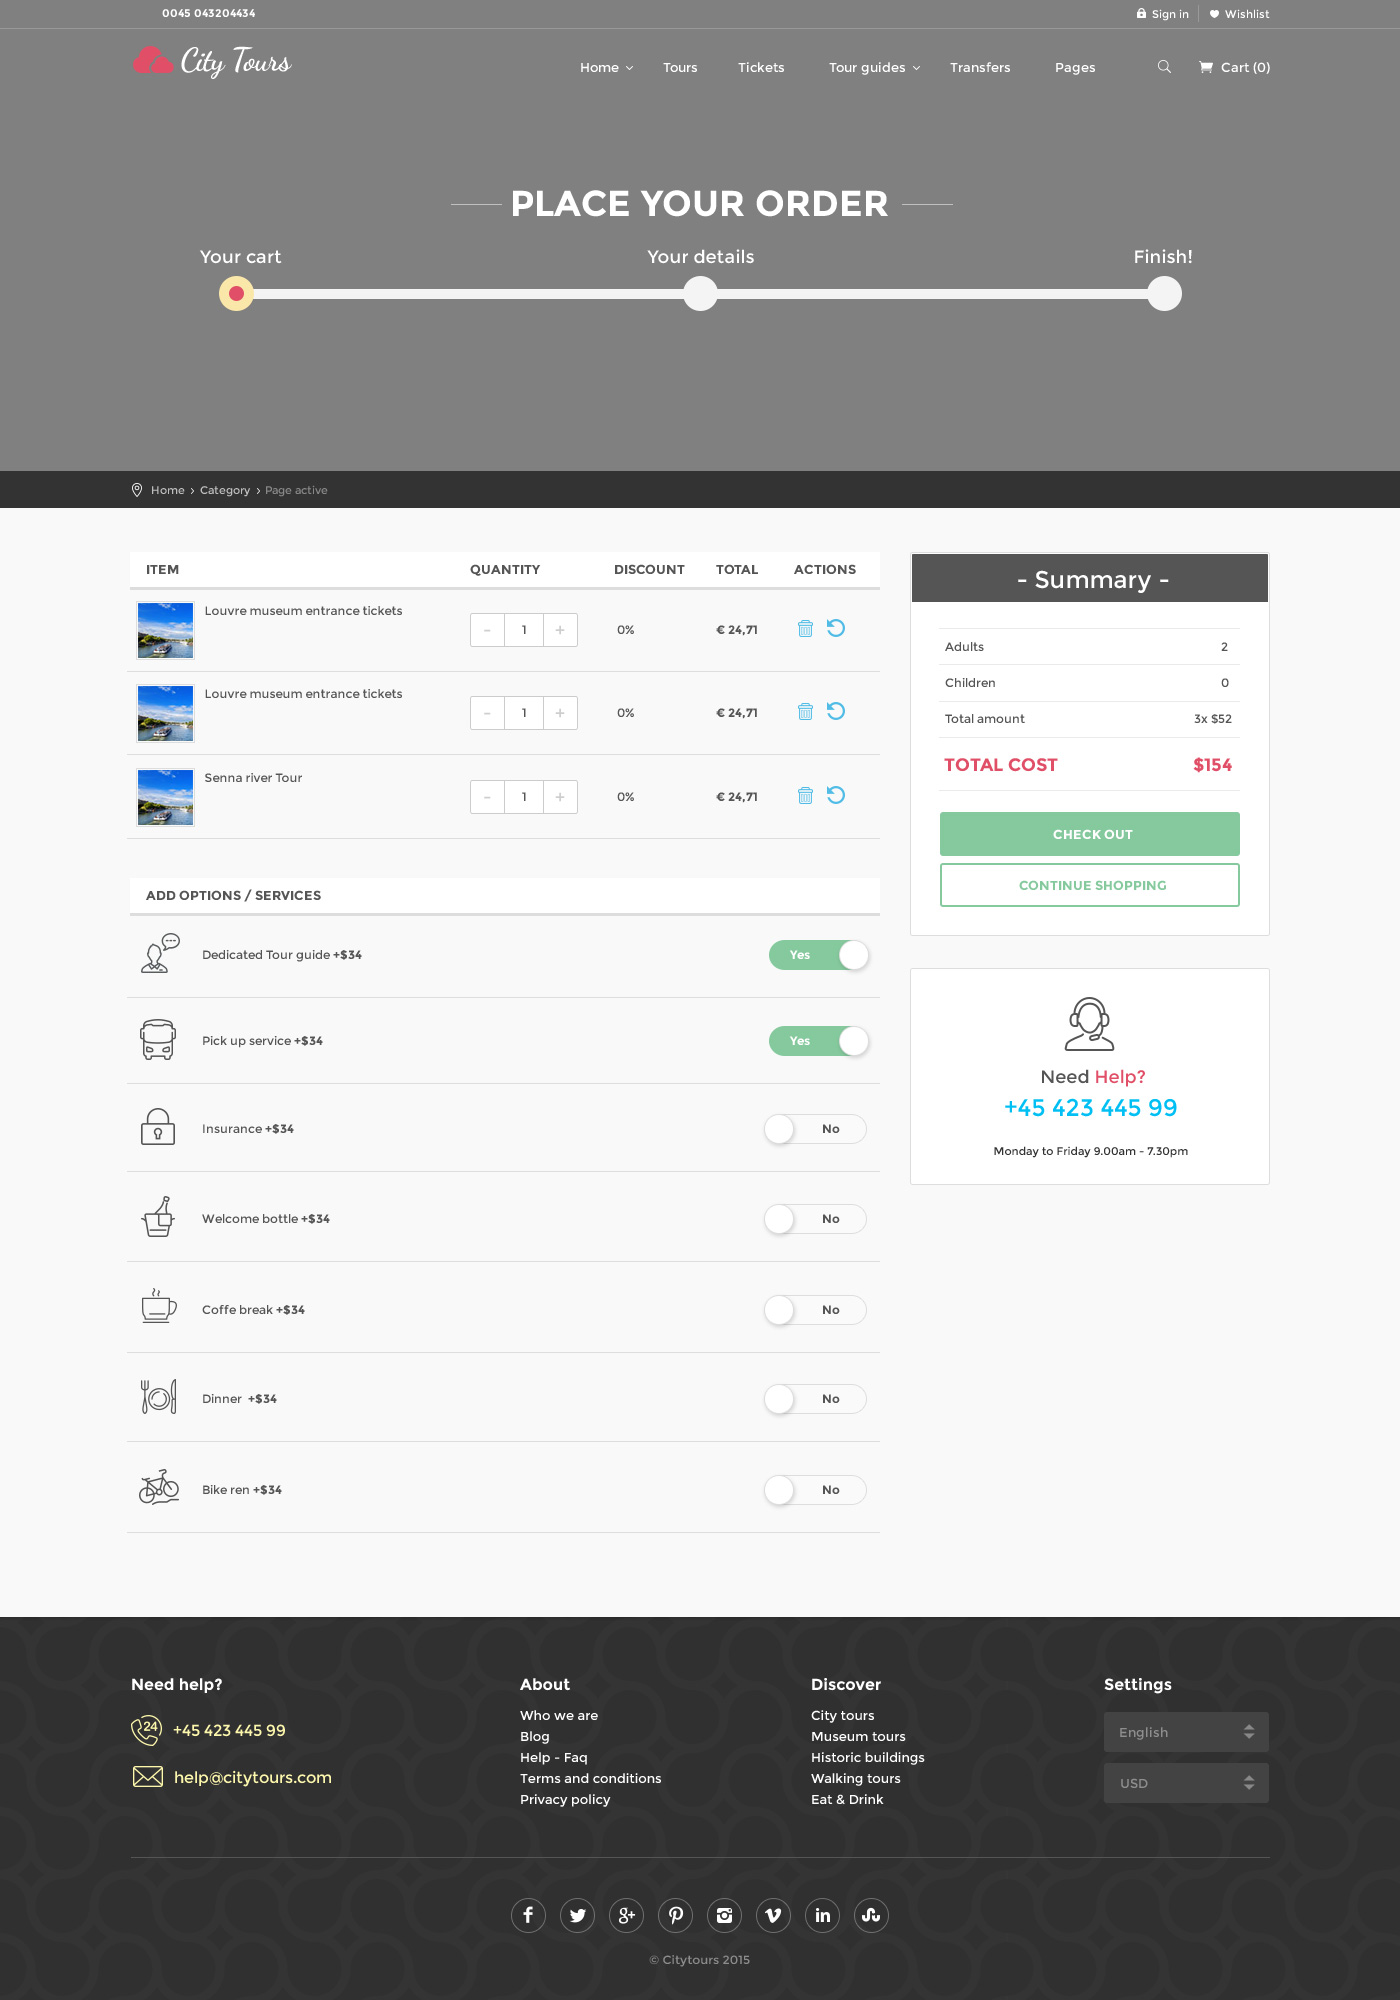 0045 043204434
Sign in
Wishlist
City Tours
Home
Tours
Tickets
Tour guides
Transfers
Pages
Cart (0)
PLACE YOUR ORDER
Your cart
Your details
Finish!
Home › Category › Page active
ITEM QUANTITY DISCOUNT TOTAL ACTIONS
Louvre museum entrance tickets
- 1 + 0% € 24,71
Louvre museum entrance tickets
- 1 + 0% € 24,71
Senna river Tour
- 1 + 0% € 24,71
ADD OPTIONS / SERVICES
Dedicated Tour guide +$34 Yes
Pick up service +$34 Yes
Insurance +$34 No
Welcome bottle +$34 No
Coffe break +$34 No
Dinner +$34 No
Bike ren +$34 No
- Summary -
Adults 2
Children 0
Total amount 3x $52
TOTAL COST $154
CHECK OUT
CONTINUE SHOPPING
Need Help?
+45 423 445 99
Monday to Friday 9.00am - 7.30pm
Need help?
24 +45 423 445 99
help@citytours.com
About
Who we are
Blog
Help - Faq
Terms and conditions
Privacy policy
Discover
City tours
Museum tours
Historic buildings
Walking tours
Eat & Drink
Settings
English
USD
© Citytours 2015